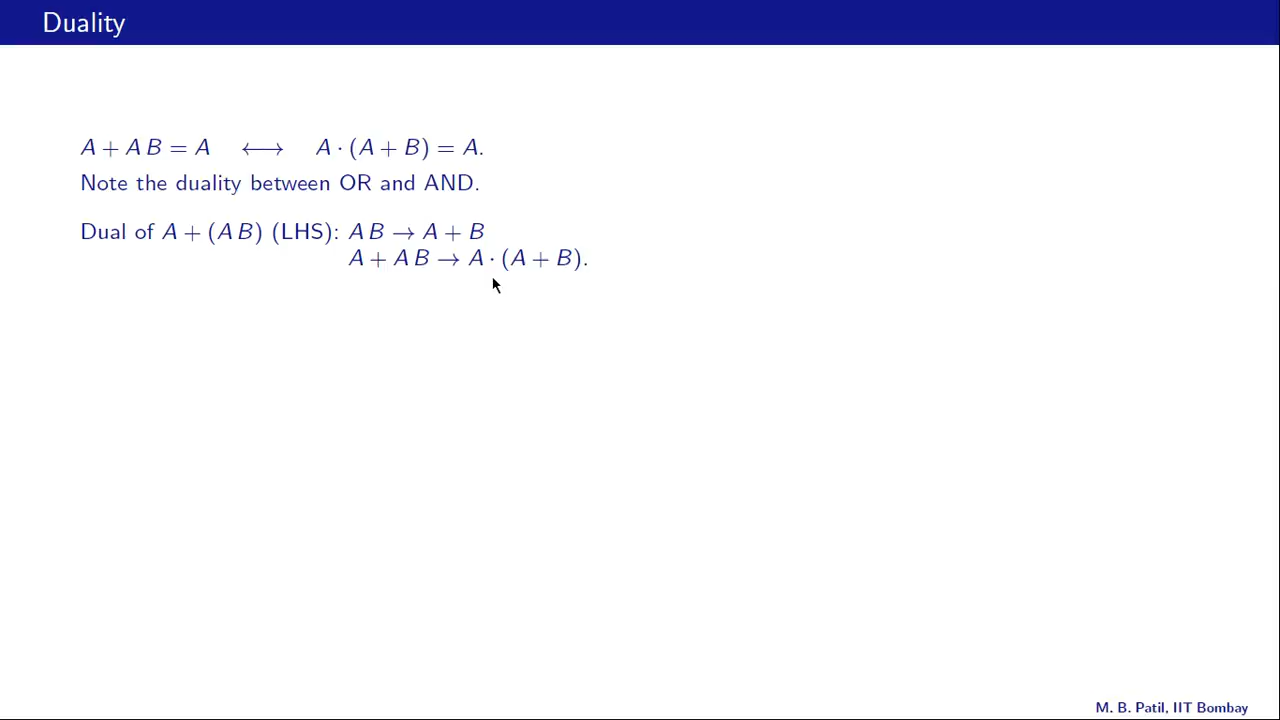 Duality
A + A B = A ⟷ A · (A + B) = A.
Note the duality between OR and AND.
Dual of A + (A B) (LHS): A B → A + B
A + A B → A · (A + B).
M. B. Patil, IIT Bombay